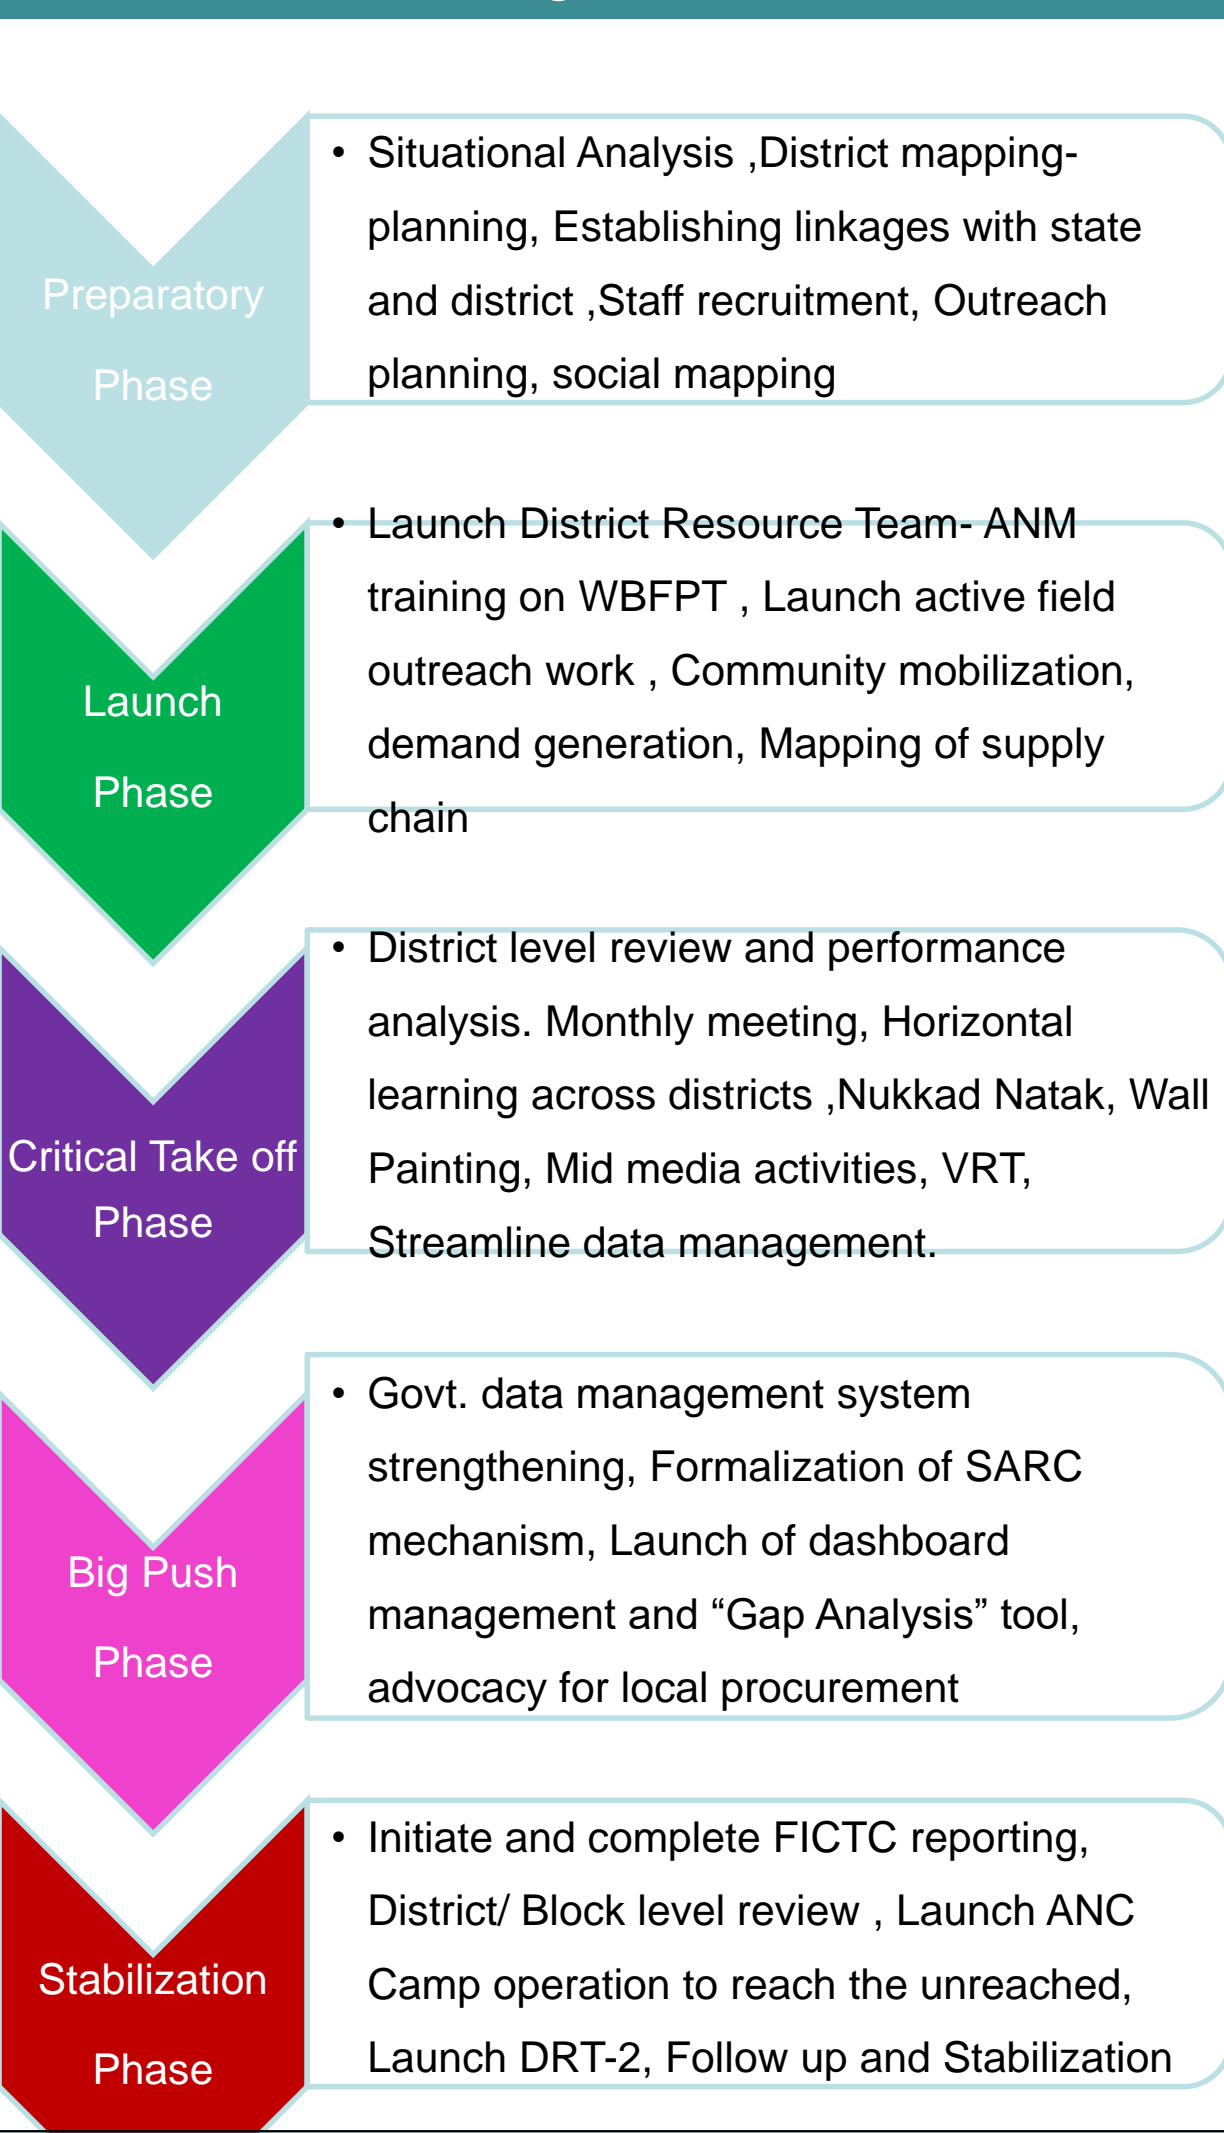 Preparatory
Phase
• Situational Analysis ,District mapping-
planning, Establishing linkages with state
and district ,Staff recruitment, Outreach
planning, social mapping
Launch
Phase
• Launch District Resource Team- ANM
training on WBFPT , Launch active field
outreach work , Community mobilization,
demand generation, Mapping of supply
chain
Critical Take off
Phase
• District level review and performance
analysis. Monthly meeting, Horizontal
learning across districts ,Nukkad Natak, Wall
Painting, Mid media activities, VRT,
Streamline data management.
Big Push
Phase
• Govt. data management system
strengthening, Formalization of SARC
mechanism, Launch of dashboard
management and “Gap Analysis” tool,
advocacy for local procurement
Stabilization
Phase
• Initiate and complete FICTC reporting,
District/ Block level review , Launch ANC
Camp operation to reach the unreached,
Launch DRT-2, Follow up and Stabilization